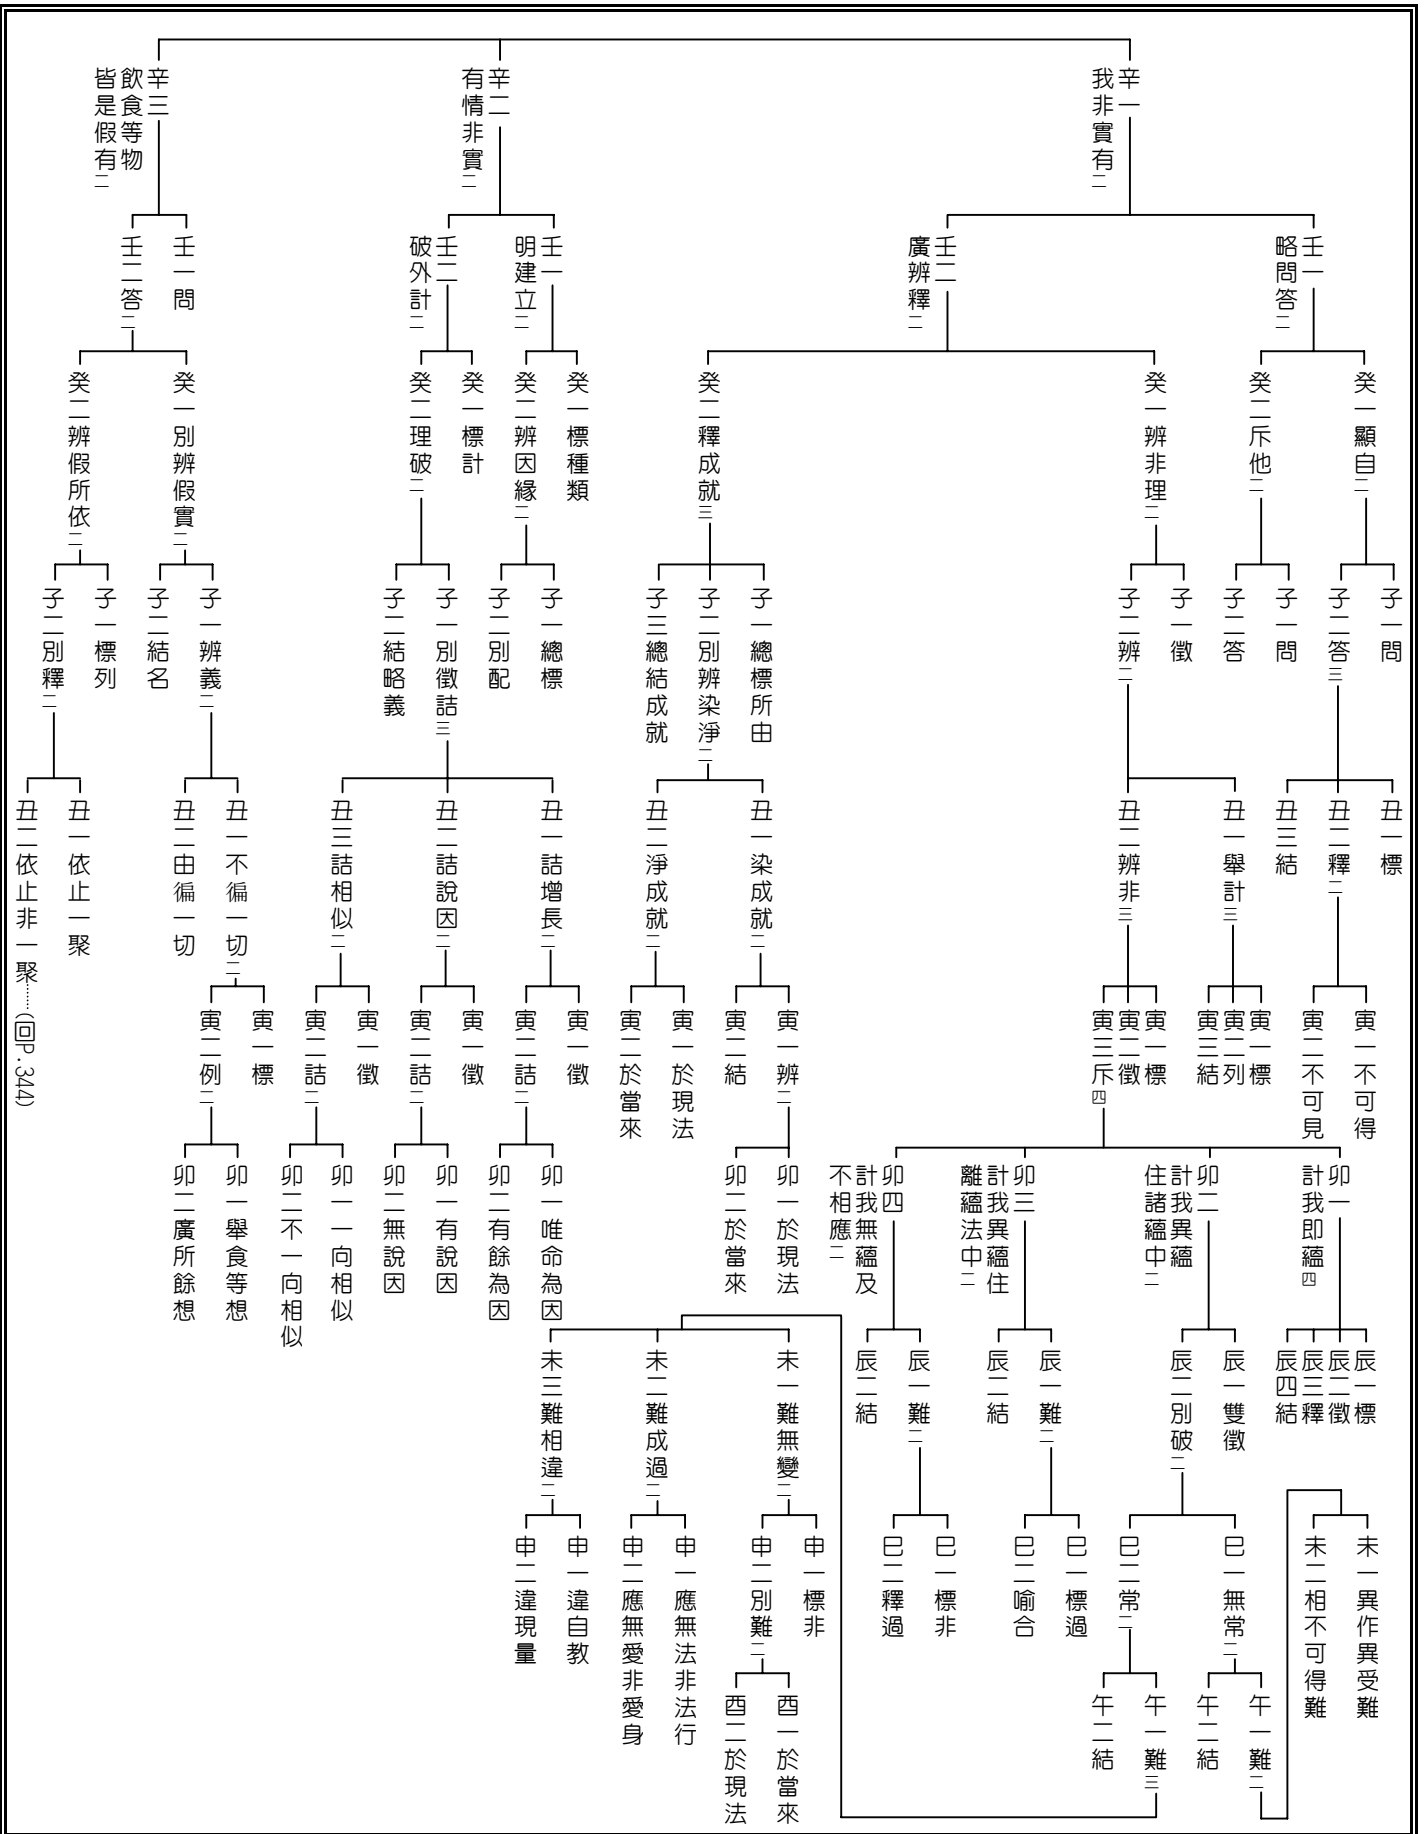 辛一
我非實有二
辛二
有情非實二
辛三
飲食等物
皆是假有二
壬一
略問答二
壬二
廣辨釋二
壬一
明建立二
壬二
破外計二
壬一問
壬二答二
癸一顯自二
癸二斥他二
癸一辨非理二
癸二釋成就三
癸一標種類
癸二辨因緣二
癸一標計
癸二理破二
癸一別辨假實二
癸二辨假所依二
子一問
子二答三
子一問
子二答
子一徵
子二辨二
子一總標所由
子二別辨染淨二
子三總結成就
子一總標
子二別配
子一別徵詰三
子二結略義
子一辨義二
子二結名
子一標列
子二別釋二
丑一標
丑二釋二
丑三結
丑一舉計三
丑二辨非三
丑一染成就二
丑二淨成就二
丑一詰增長二
丑二詰說因二
丑三詰相似二
丑一不徧一切二
丑二由徧一切
丑一依止一聚
丑二依止非一聚……(回P.344)
寅一不可得
寅二不可見
寅一標
寅二列
寅三結
寅一標
寅二徵
寅三斥四
寅一辨二
寅二結
寅一於現法
寅二於當來
寅一徵
寅二詰二
寅一徵
寅二詰二
寅一徵
寅二詰二
寅一標
寅二例二
卯一
計我即蘊四
卯二
計我異蘊
住諸蘊中二
卯三
計我異蘊住
離蘊法中二
卯四
計我無蘊及
不相應二
卯一於現法
卯二於當來
卯一唯命為因
卯二有餘為因
卯一有說因
卯二無說因
卯一一向相似
卯二不一向相似
卯一舉食等想
卯二廣所餘想
辰一標
辰二徵
辰三釋
辰四結
辰一雙徵
辰二別破二
辰一難二
辰二結
辰一難二
辰二結
未一難無變二
未二難成過二
未三難相違二
未一異作異受難
未二相不可得難
巳一無常二
巳二常二
巳一標過
巳二喻合
巳一標非
巳二釋過
申一標非
申二別難二
申一應無法非法行
申二應無愛非愛身
申一違自教
申二違現量
午一難二
午二結
午一難三
午二結
酉一於當來
酉二於現法